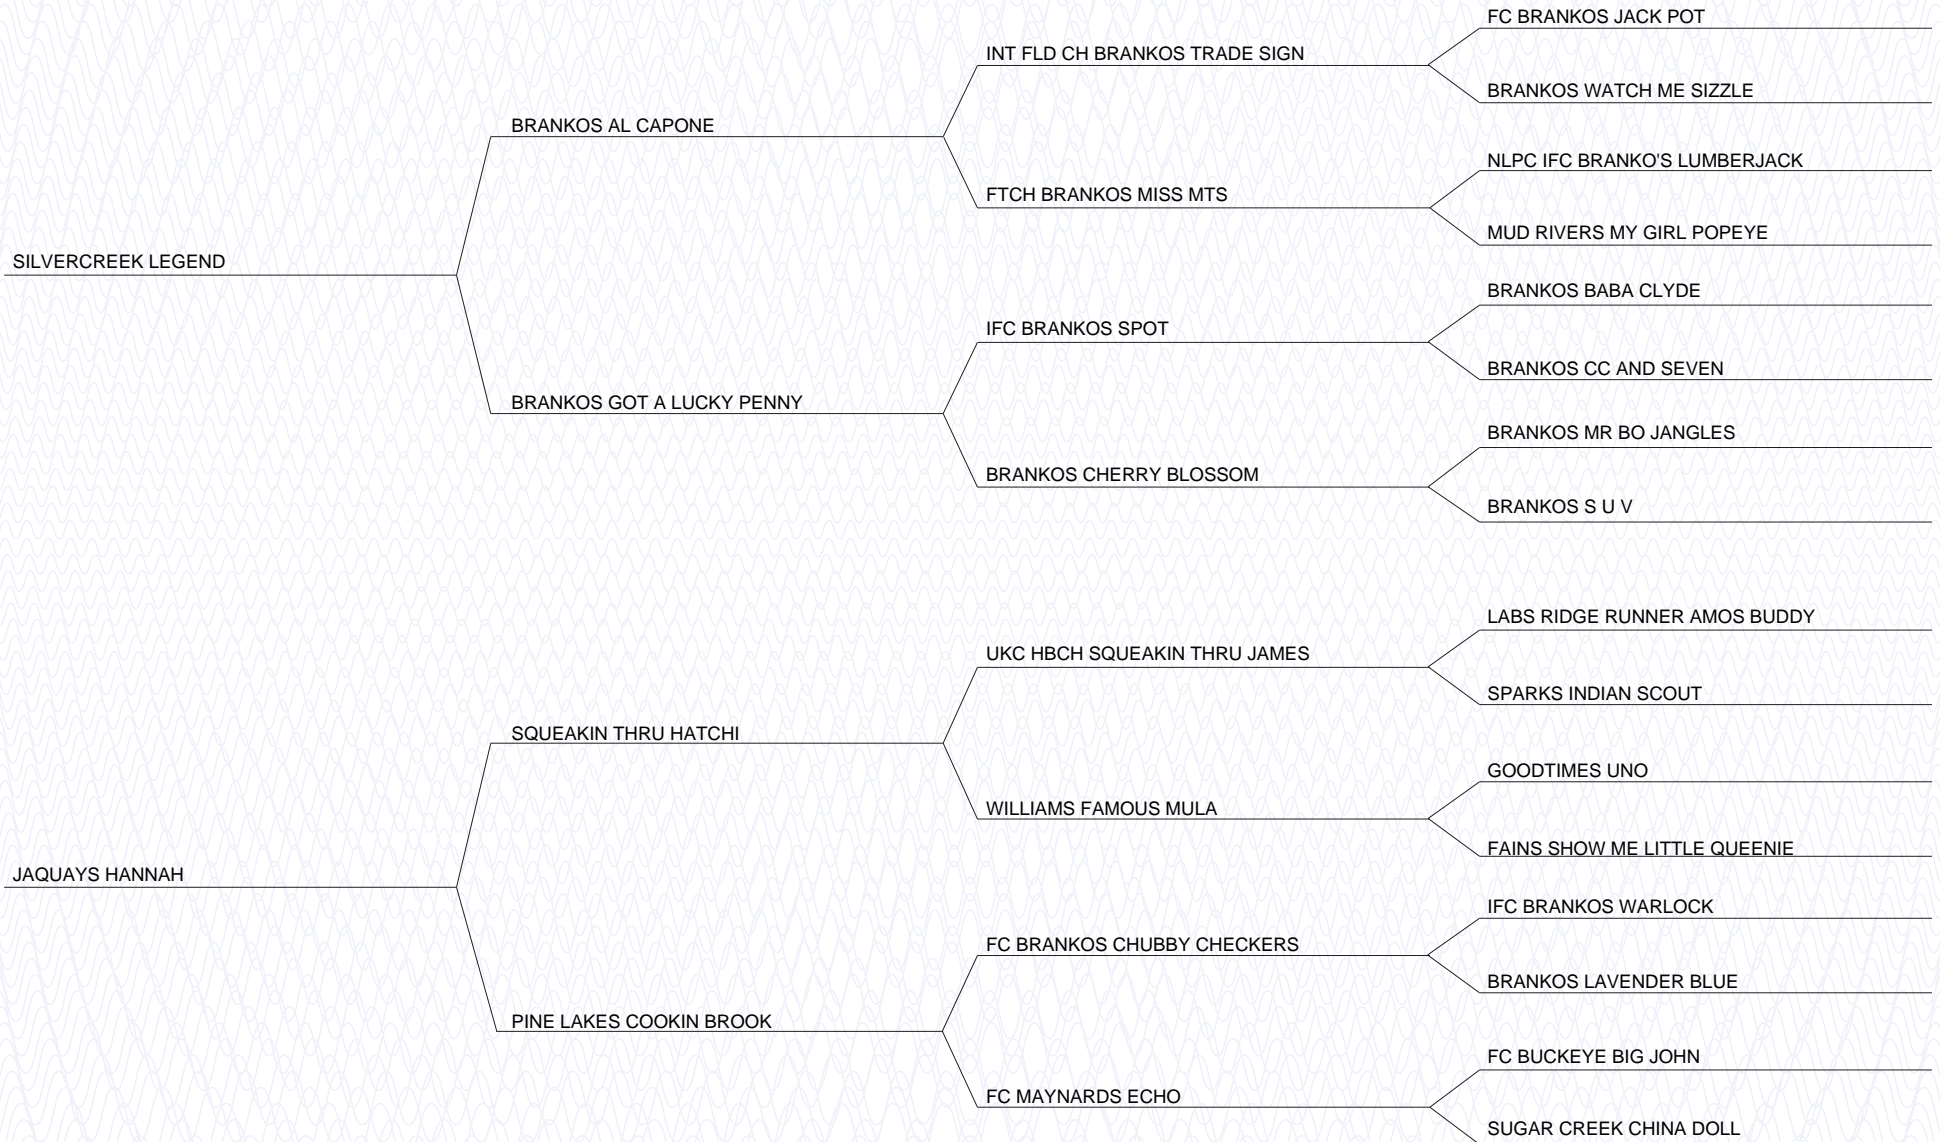 FC BRANKOS JACK POT
INT FLD CH BRANKOS TRADE SIGN
BRANKOS WATCH ME SIZZLE
BRANKOS AL CAPONE
NLPC IFC BRANKO'S LUMBERJACK
FTCH BRANKOS MISS MTS
MUD RIVERS MY GIRL POPEYE
SILVERCREEK LEGEND
BRANKOS BABA CLYDE
IFC BRANKOS SPOT
BRANKOS CC AND SEVEN
BRANKOS GOT A LUCKY PENNY
BRANKOS MR BO JANGLES
BRANKOS CHERRY BLOSSOM
BRANKOS S U V
LABS RIDGE RUNNER AMOS BUDDY
UKC HBCH SQUEAKIN THRU JAMES
SPARKS INDIAN SCOUT
SQUEAKIN THRU HATCHI
GOODTIMES UNO
WILLIAMS FAMOUS MULA
FAINS SHOW ME LITTLE QUEENIE
JAQUAYS HANNAH
IFC BRANKOS WARLOCK
FC BRANKOS CHUBBY CHECKERS
BRANKOS LAVENDER BLUE
PINE LAKES COOKIN BROOK
FC BUCKEYE BIG JOHN
FC MAYNARDS ECHO
SUGAR CREEK CHINA DOLL